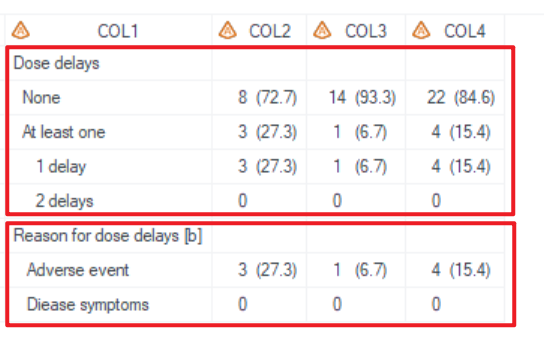 COL1 COL2 COL3 COL4
Dose delays
None 8 (72.7) 14 (93.3) 22 (84.6)
At least one 3 (27.3) 1 (6.7) 4 (15.4)
1 delay 3 (27.3) 1 (6.7) 4 (15.4)
2 delays 0 0 0
Reason for dose delays [b]
Adverse event 3 (27.3) 1 (6.7) 4 (15.4)
Diease symptoms 0 0 0